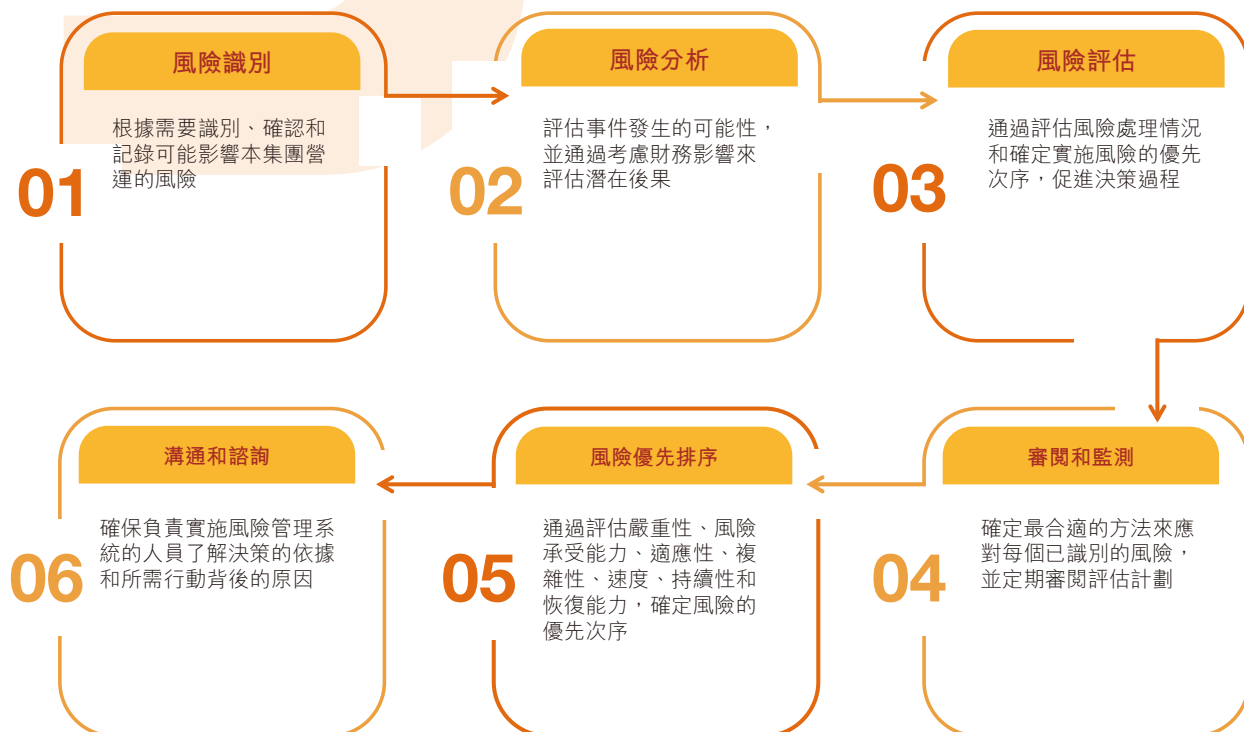 風險識別
01
根據需要識別、確認和
記錄可能影響本集團營
運的風險
風險分析
02
評估事件發生的可能性，
並通過考慮財務影響來
評估潛在後果
風險評估
03
通過評估風險處理情況
和確定實施風險的優先
次序，促進決策過程
審閱和監測
04
確定最合適的方法來應
對每個已識別的風險，
並定期審閱評估計劃
風險優先排序
05
通過評估嚴重性、風險
承受能力、適應性、複
雜性、速度、持續性和
恢復能力，確定風險的
優先次序
溝通和諮詢
06
確保負責實施風險管理系
統的人員了解決策的依據
和所需行動背後的原因